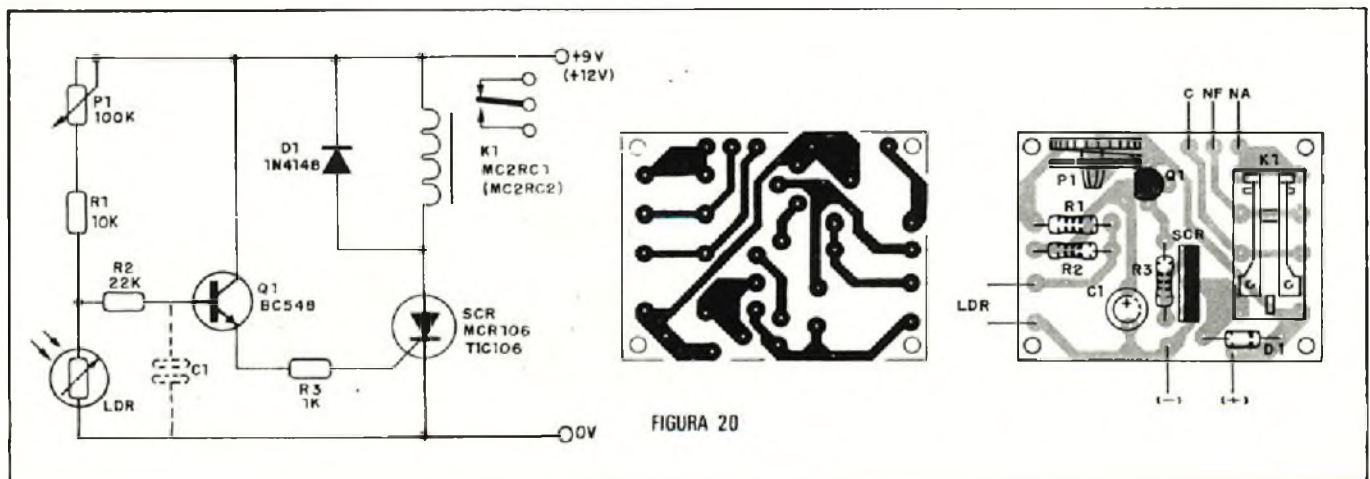 P1
100K
R1
10K
R2
22K
LDR
C1
Q1
BC548
R3
1K
D1
1N4148
K1
MC2RC1
(MC2RC2)
+9V
(+12V)
SCR
MCR106
TIC106
0V
FIGURA 20
C NF NA
P1
Q1
K1
R1
R2
R3
SCR
C1
LDR
D1
(—) (+)